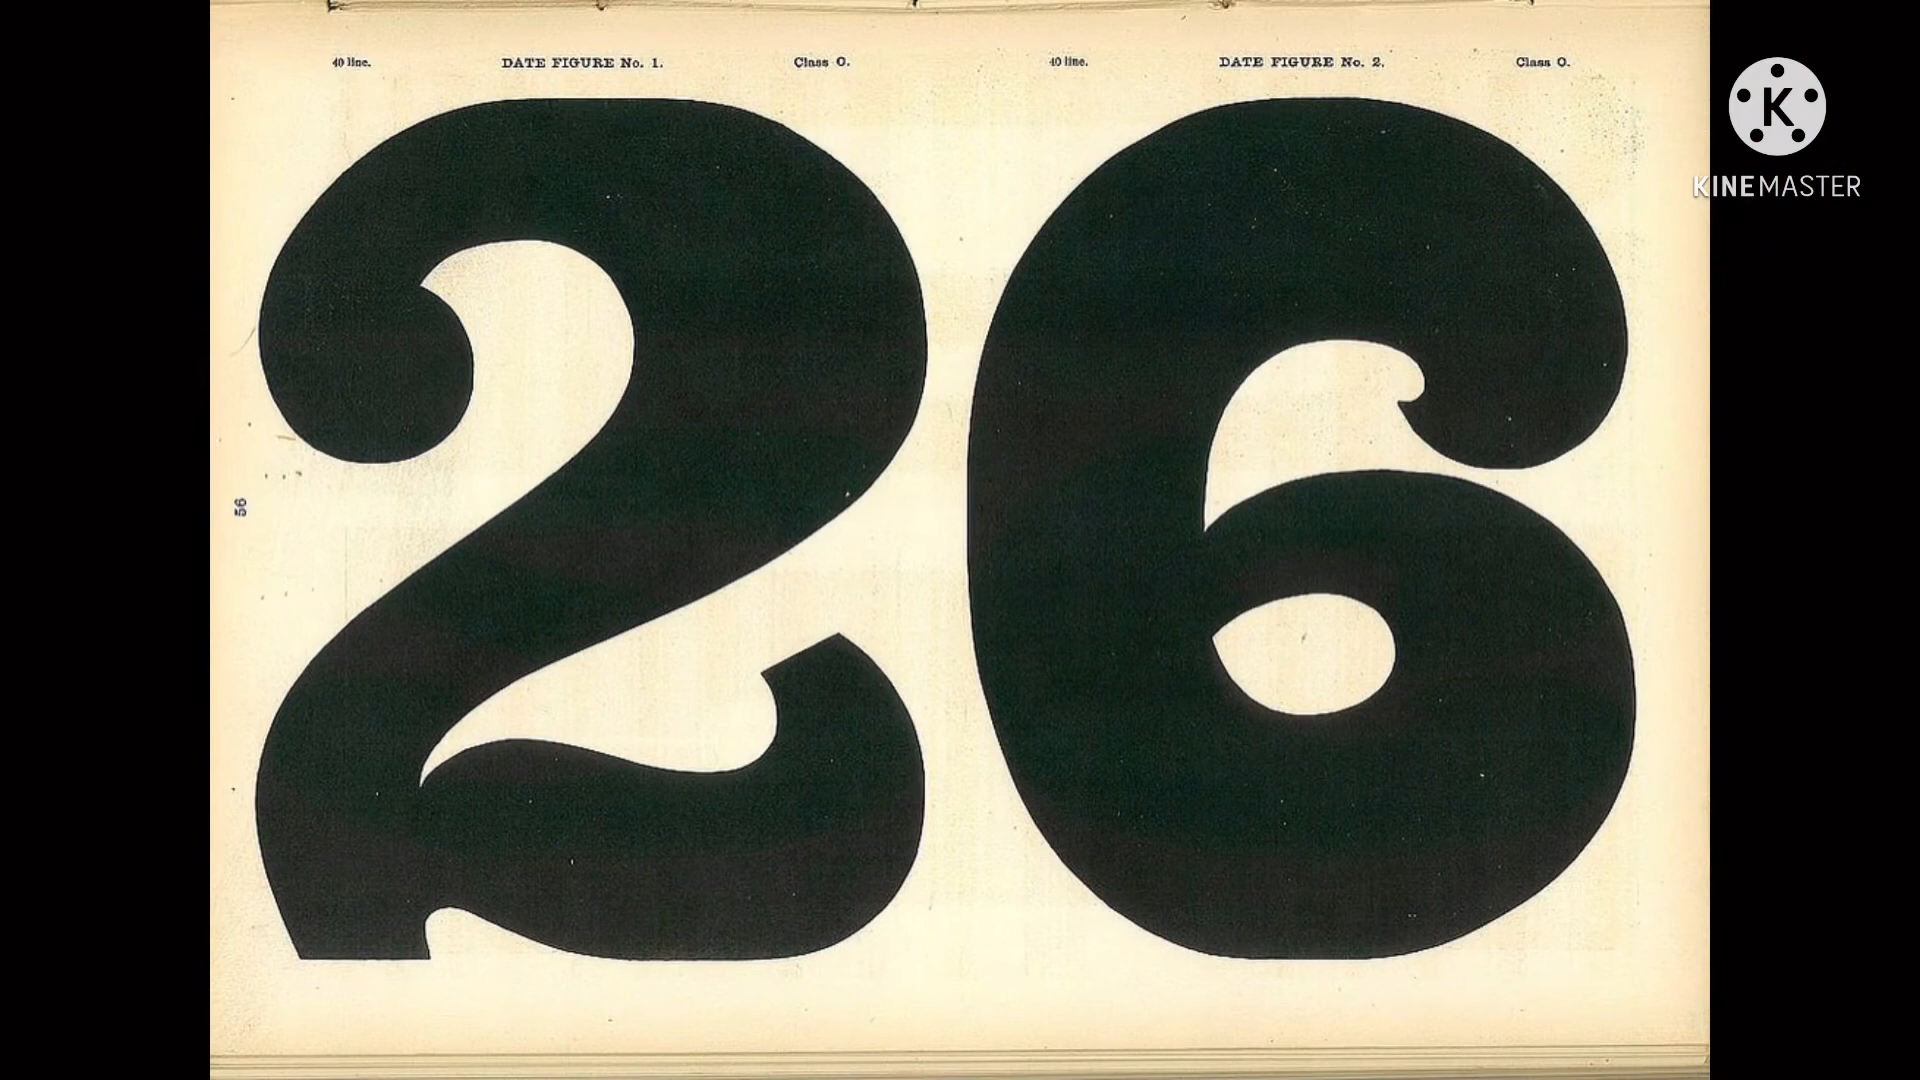 40 line. DATE FIGURE No. 1. Class O. 40 line. DATE FIGURE No. 2. Class O.
K
KINEMASTER
26
56